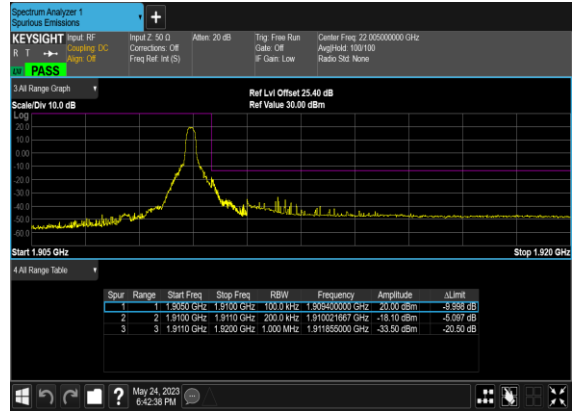 Spectrum Analyzer 1
Spurious Emissions
KEYSIGHT Input: RF Input Z: 50 Ω Atten: 20 dB Trig: Free Run Center Freq: 22.005000000 GHz
R T Coupling: DC Corrections: Off Gate: Off Avg|Hold: 100/100
Align: Off Freq Ref: Int (S) IF Gain: Low Radio Std: None
PASS
3 All Range Graph
Ref Lvl Offset 25.40 dB
Scale/Div 10.0 dB Ref Value 30.00 dBm
Log
20.0
10.0
0.00
-10.0
-20.0
-30.0
-40.0
-50.0
-60.0
Start 1.905 GHz Stop 1.920 GHz
4 All Range Table
Spur Range Start Freq Stop Freq RBW Frequency Amplitude ΔLimit
1 1 1.9050 GHz 1.9100 GHz 100.0 kHz 1.909400000 GHz 20.00 dBm -9.998 dB
2 2 1.9100 GHz 1.9110 GHz 200.0 kHz 1.910021667 GHz -18.10 dBm -5.097 dB
3 3 1.9110 GHz 1.9200 GHz 1.000 MHz 1.911855000 GHz -33.50 dBm -20.50 dB
? May 24, 2023
6:42:38 PM